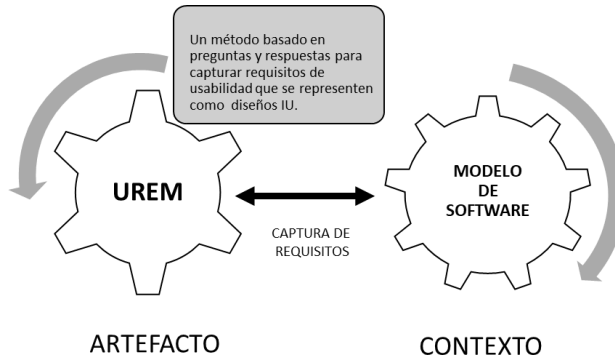 Un método basado en
preguntas y respuestas para
capturar requisitos de
usabilidad que se representen
como diseños IU.
UREM
MODELO
DE
SOFTWARE
CAPTURA DE
REQUISITOS
ARTEFACTO
CONTEXTO